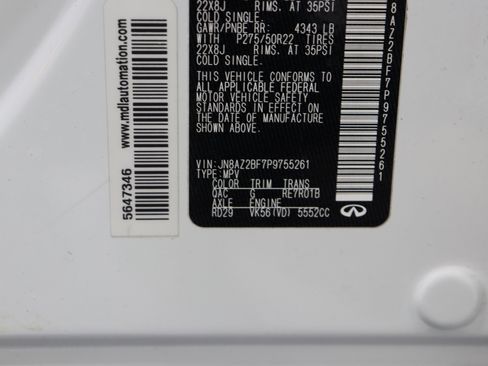 22X8J RIMS. AT 35PSI
COLD SINGLE.
GAWR/PNBE RR: 4343 LB
WITH P275/50R22 TIRES
22X8J RIMS. AT 35PSI
COLD SINGLE.
THIS VEHICLE CONFORMS TO
ALL APPLICABLE FEDERAL
MOTOR VEHICLE SAFETY
STANDARDS IN EFFECT ON
THE DATE OF MANUFACTURE
SHOWN ABOVE.
VIN:JN8AZ2BF7P9755261
TYPE:MPV
COLOR TRIM TRANS
QAC G RE7R01B
AXLE ENGINE
RD29 VK56(VD) 5552CC
INFINITI
8AZ2BF7P9755261
www.mdiautomation.com
5647346